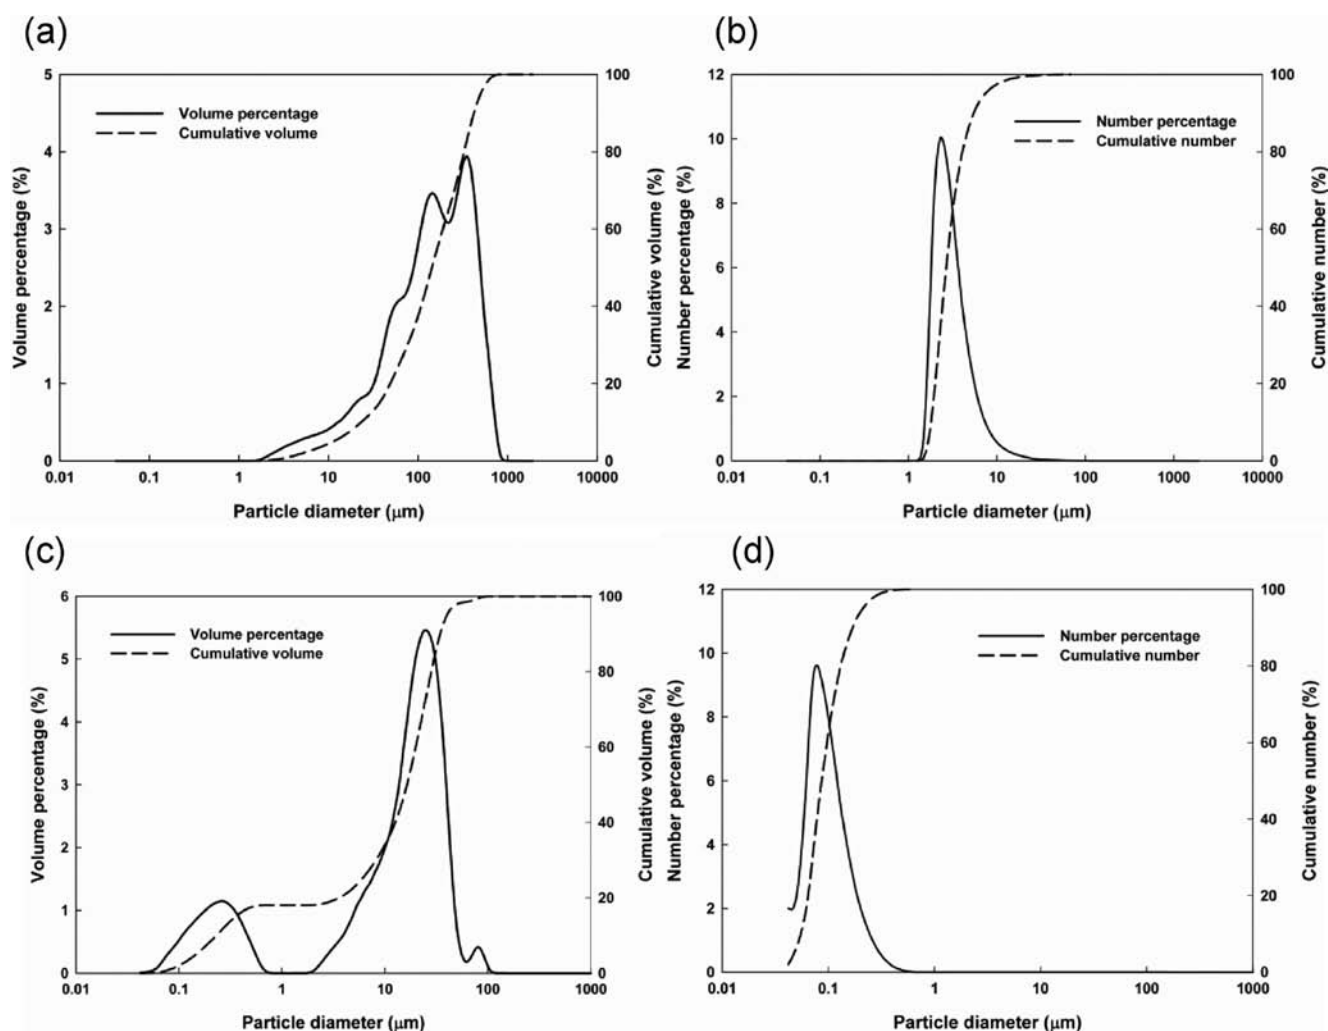 (a)
5
4
3
2
1
0
Volume percentage (%)
Volume percentage
Cumulative volume
100
80
60
40
20
0
Cumulative volume (%)
0.01 0.1 1 10 100 1000 10000
Particle diameter (μm)
(b)
12
10
8
6
4
2
0
Number percentage (%)
Number percentage
Cumulative number
100
80
60
40
20
0
Cumulative number (%)
0.01 0.1 1 10 100 1000 10000
Particle diameter (μm)
(c)
6
5
4
3
2
1
0
Volume percentage (%)
Volume percentage
Cumulative volume
100
80
60
40
20
0
Cumulative volume (%)
0.01 0.1 1 10 100 1000
Particle diameter (μm)
(d)
12
10
8
6
4
2
0
Number percentage (%)
Number percentage
Cumulative number
100
80
60
40
20
0
Cumulative number (%)
0.01 0.1 1 10 100 1000
Particle diameter (μm)